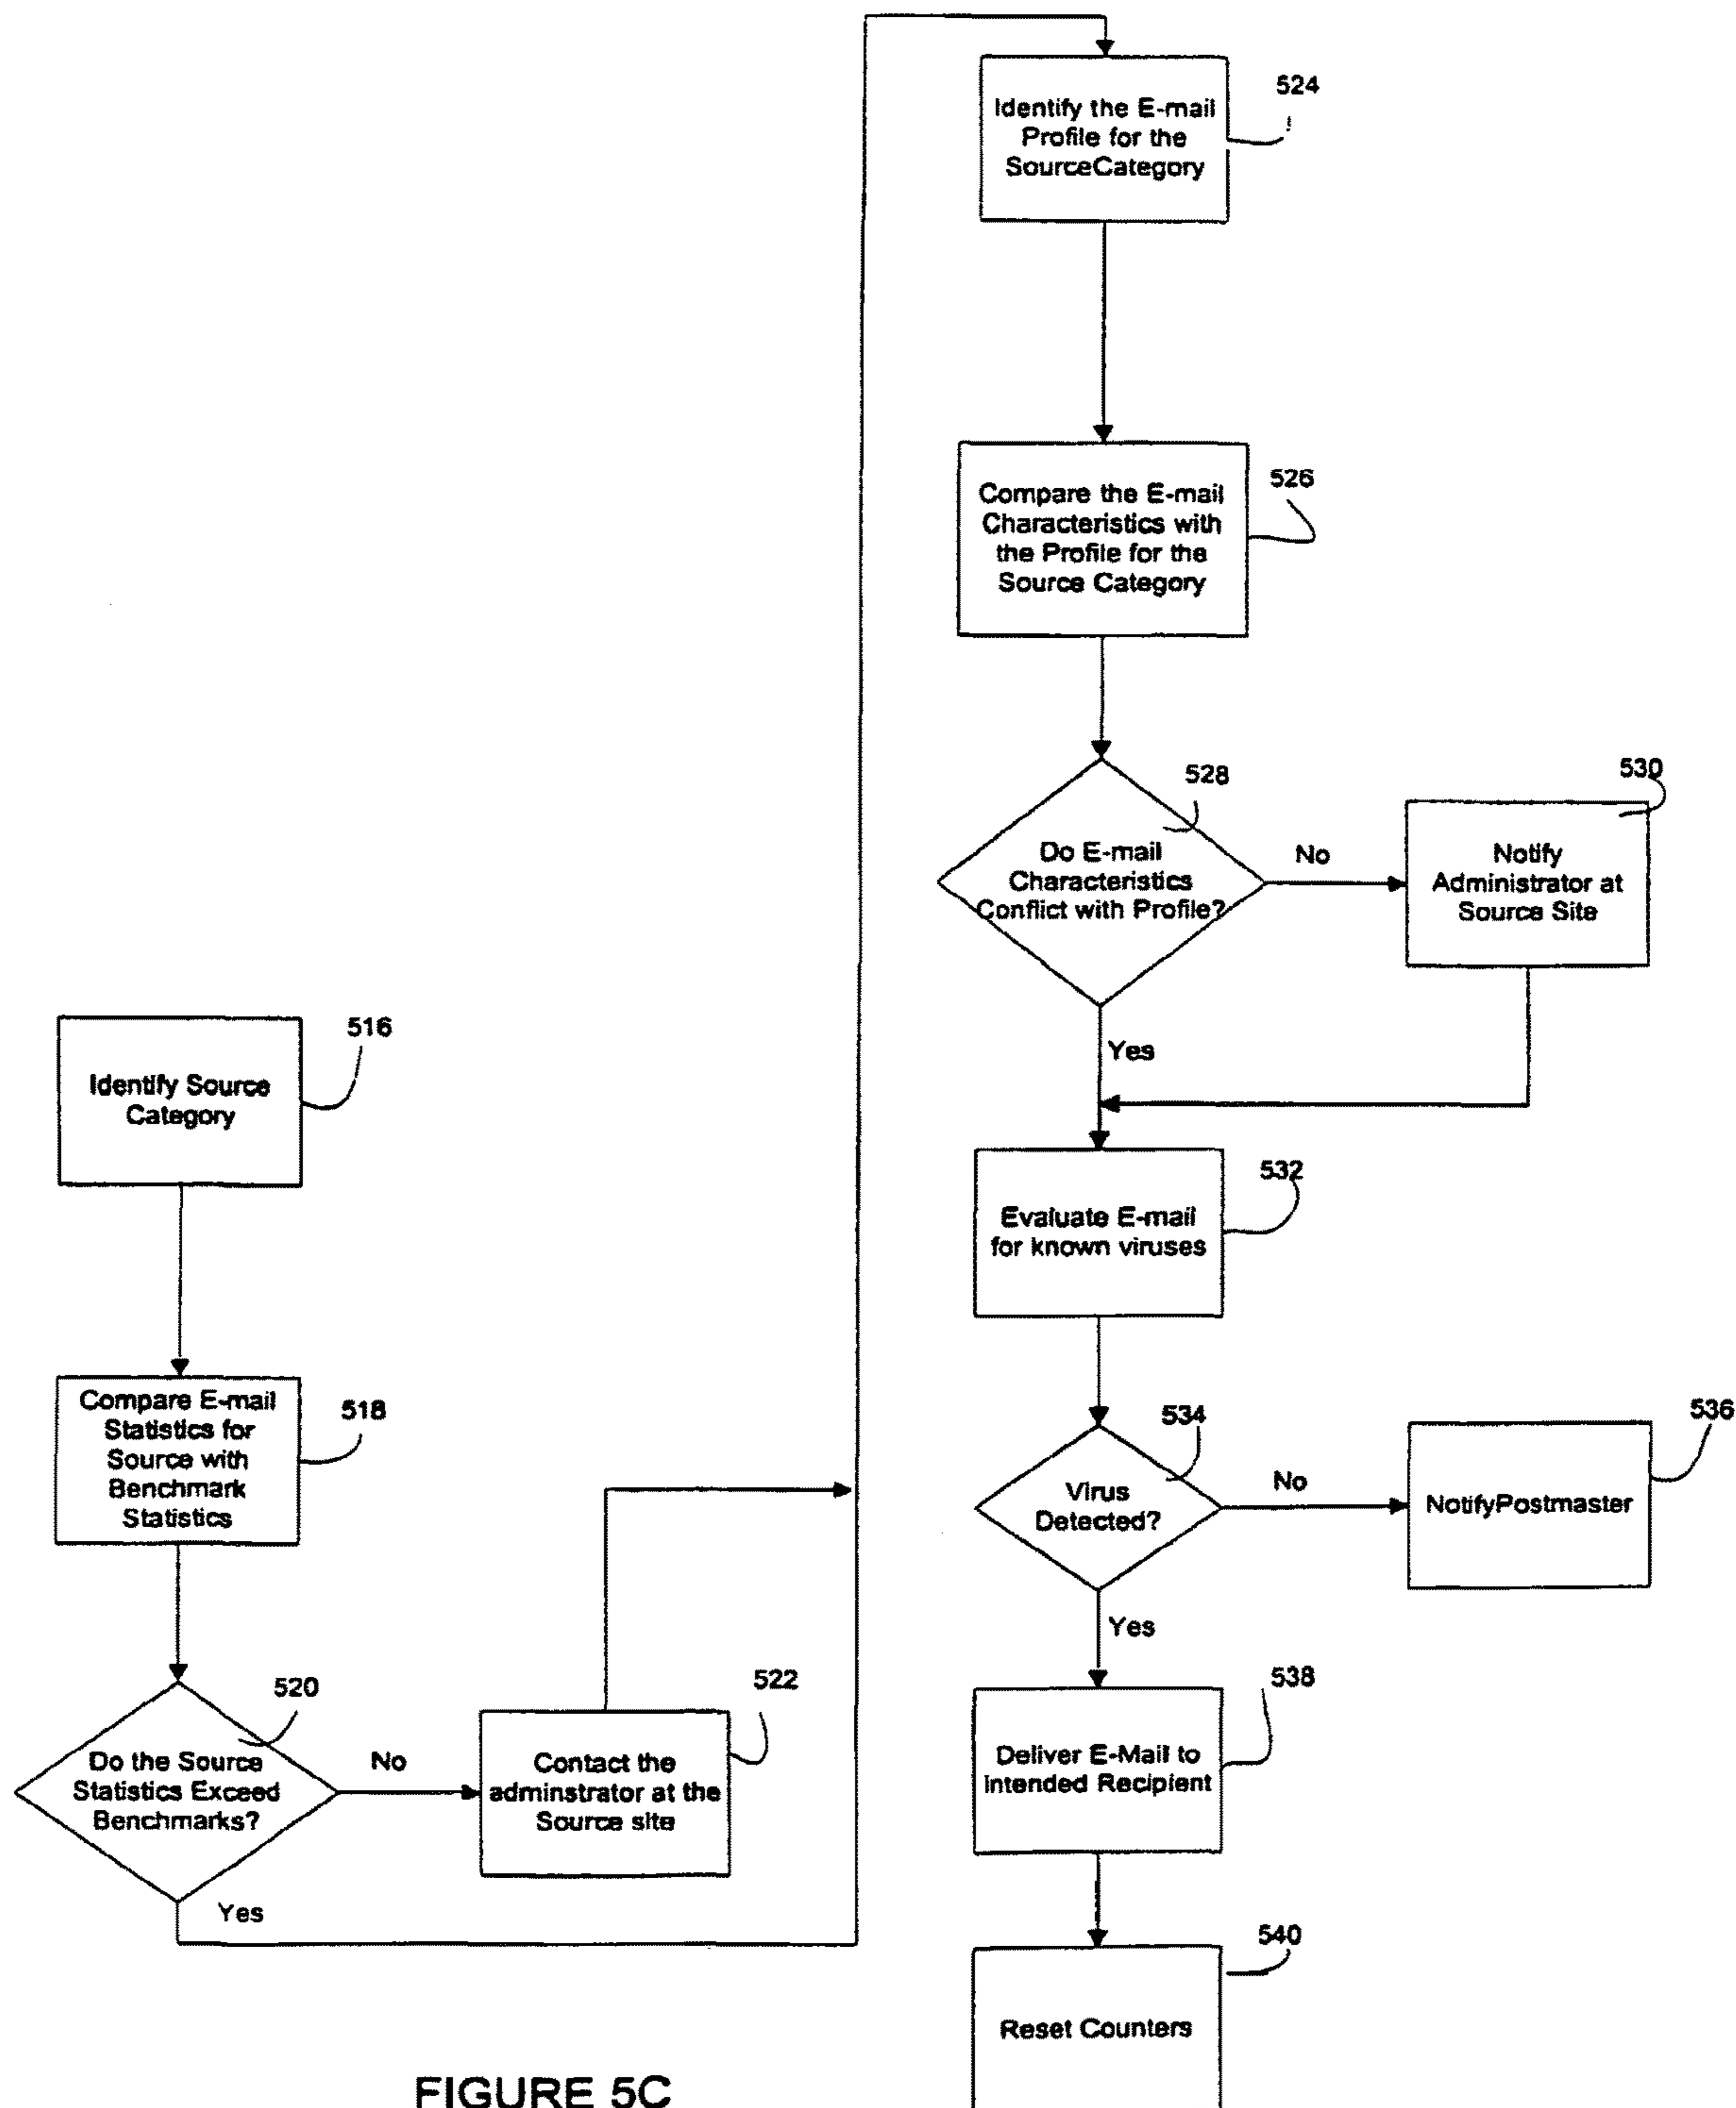 516
Identify Source
Category
518
Compare E-mail
Statistics for
Source with
Benchmark
Statistics
520
Do the Source
Statistics Exceed
Benchmarks?
No
Yes
522
Contact the
adminstrator at the
Source site
524
Identify the E-mail
Profile for the
SourceCategory
526
Compare the E-mail
Characteristics with
the Profile for the
Source Category
528
Do E-mail
Characteristics
Conflict with Profile?
No
Yes
530
Notify
Administrator at
Source Site
532
Evaluate E-mail
for known viruses
534
Virus
Detected?
No
Yes
536
NotifyPostmaster
538
Deliver E-Mail to
intended Recipient
540
Reset Counters
FIGURE 5C